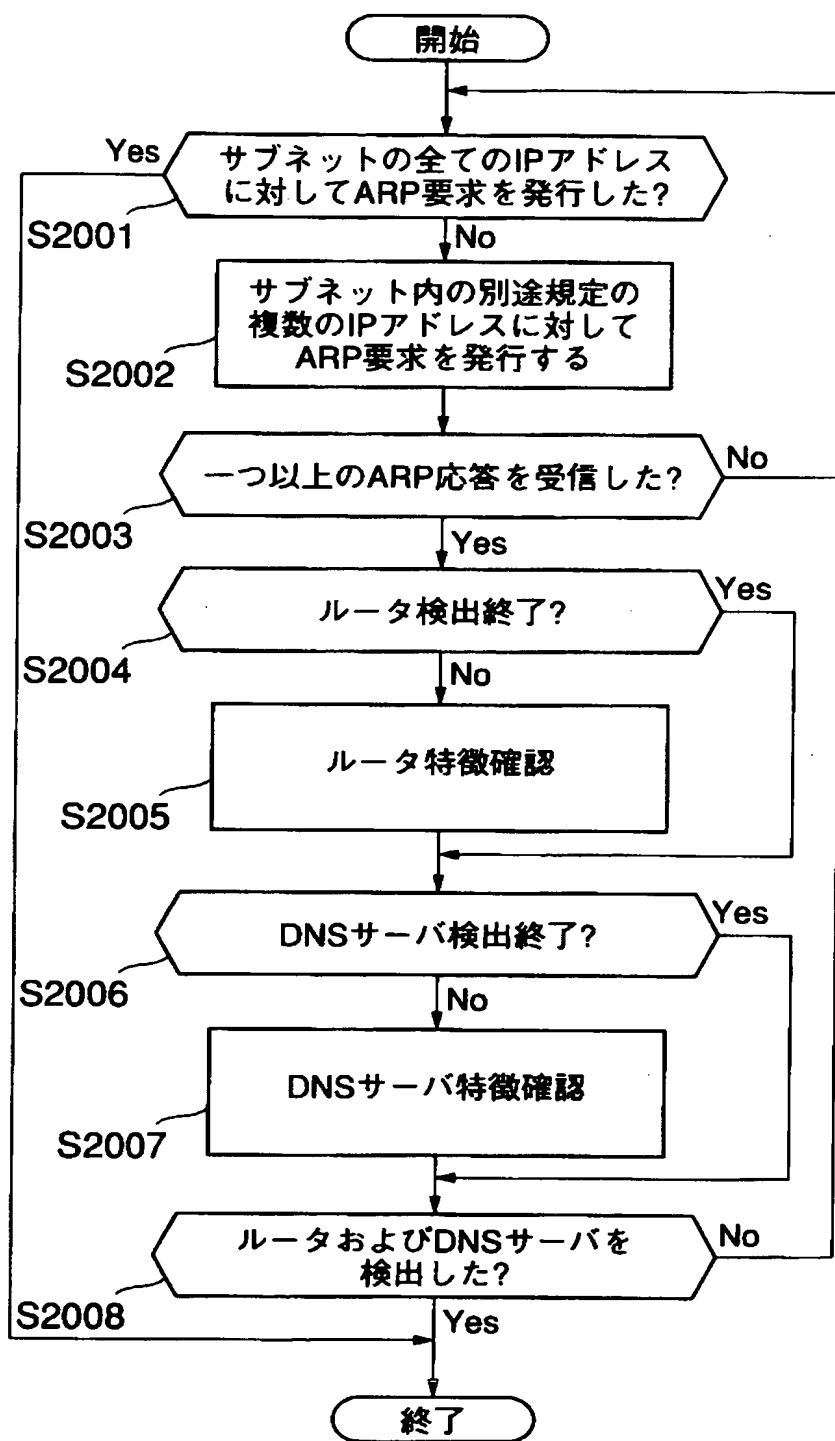 開始
Yes
サブネットの全てのIPアドレス
に対してARP要求を発行した?
S2001
No
サブネット内の別途規定の
複数のIPアドレスに対して
ARP要求を発行する
S2002
一つ以上のARP応答を受信した?
No
S2003
Yes
ルータ検出終了?
Yes
S2004
No
ルータ特徴確認
S2005
DNSサーバ検出終了?
Yes
S2006
No
DNSサーバ特徴確認
S2007
ルータおよびDNSサーバを
検出した?
No
S2008
Yes
終了